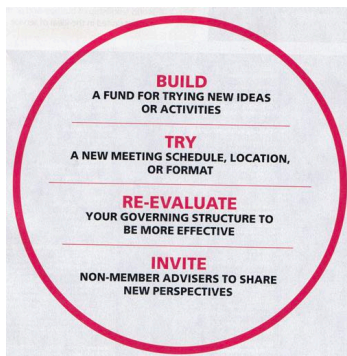 BUILD
A FUND FOR TRYING NEW IDEAS
OR ACTIVITIES
TRY
A NEW MEETING SCHEDULE, LOCATION,
OR FORMAT
RE-EVALUATE
YOUR GOVERNING STRUCTURE TO
BE MORE EFFECTIVE
INVITE
NON-MEMBER ADVISERS TO SHARE
NEW PERSPECTIVES